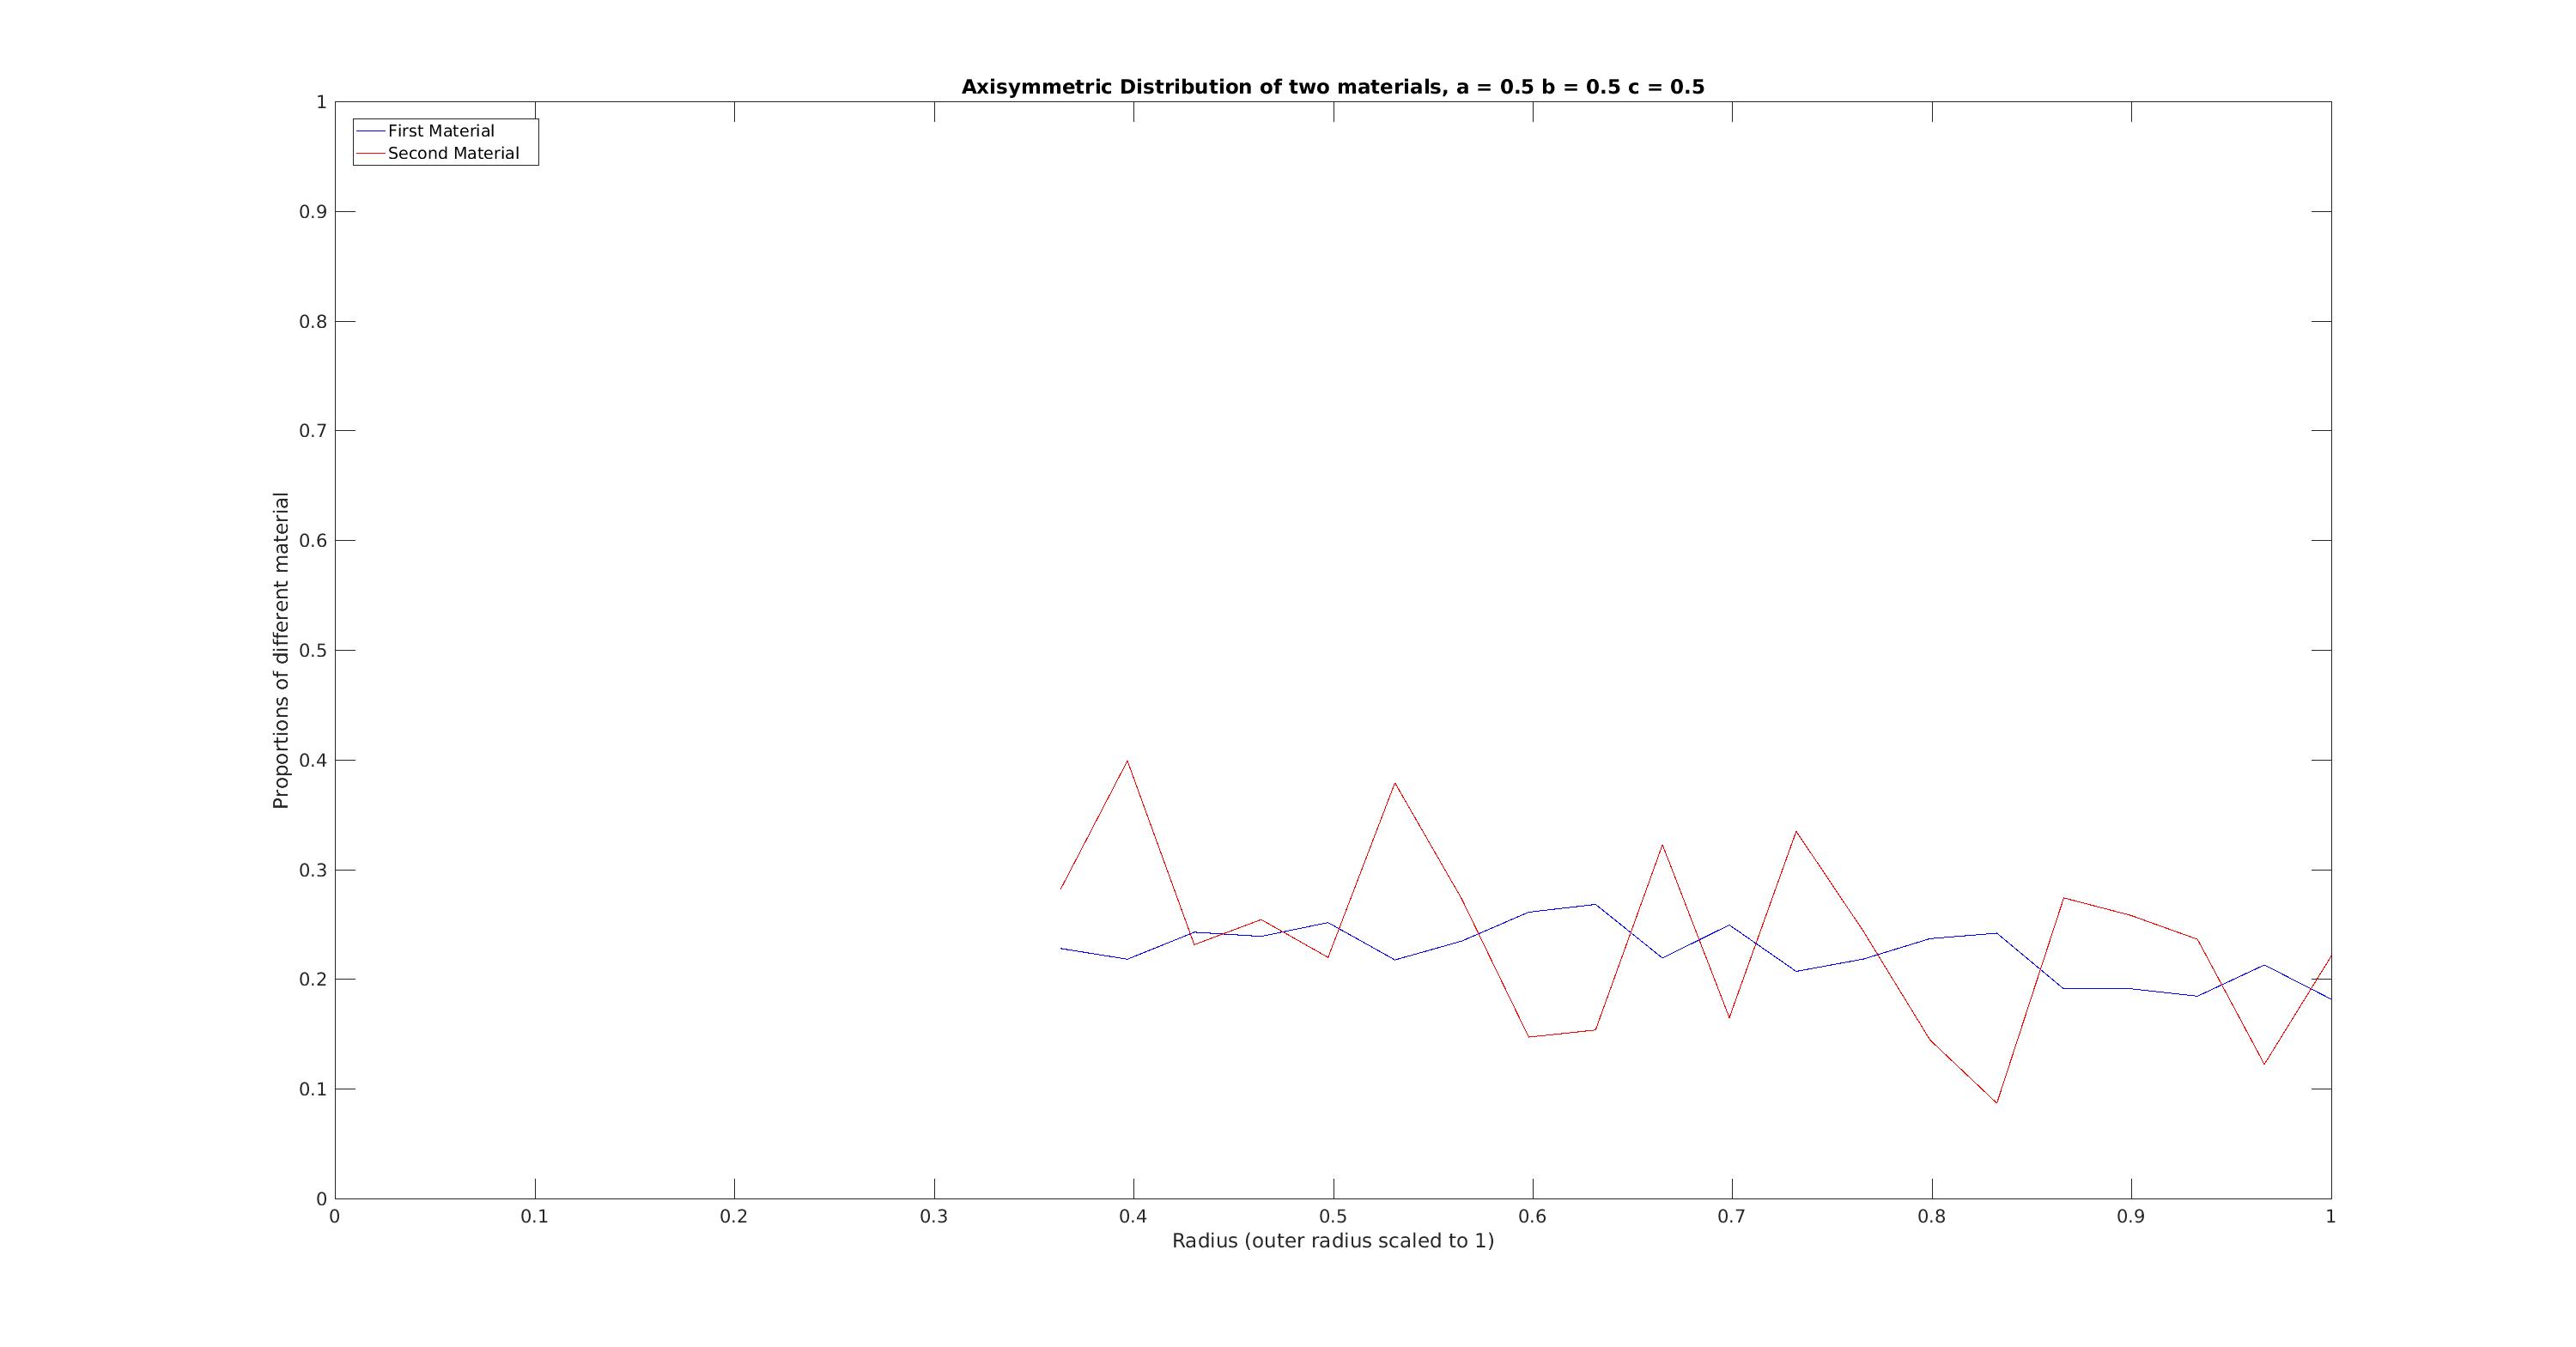 Axisymmetric Distribution of two materials, a = 0.5 b = 0.5 c = 0.5
First Material
Second Material
1
0.9
0.8
0.7
0.6
0.5
0.4
0.3
0.2
0.1
0
Proportions of different material
0 0.1 0.2 0.3 0.4 0.5 0.6 0.7 0.8 0.9 1
Radius (outer radius scaled to 1)